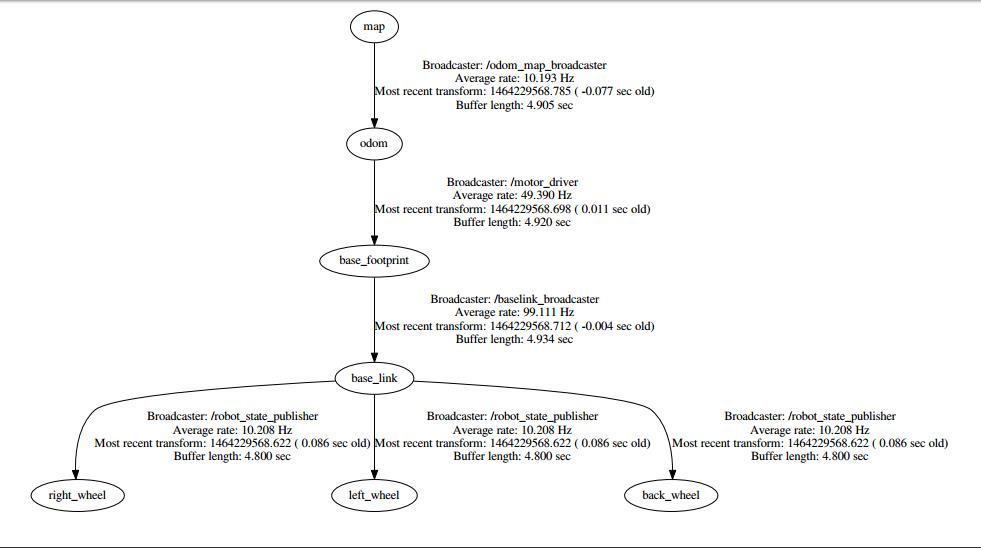 map
Broadcaster: /odom_map_broadcaster
Average rate: 10.193 Hz
Most recent transform: 1464229568.785 ( -0.077 sec old)
Buffer length: 4.905 sec
odom
Broadcaster: /motor_driver
Average rate: 49.390 Hz
Most recent transform: 1464229568.698 ( 0.011 sec old)
Buffer length: 4.920 sec
base_footprint
Broadcaster: /baselink_broadcaster
Average rate: 99.111 Hz
Most recent transform: 1464229568.712 ( -0.004 sec old)
Buffer length: 4.934 sec
base_link
Broadcaster: /robot_state_publisher
Average rate: 10.208 Hz
Most recent transform: 1464229568.622 ( 0.086 sec old)
Buffer length: 4.800 sec
Broadcaster: /robot_state_publisher
Average rate: 10.208 Hz
Most recent transform: 1464229568.622 ( 0.086 sec old)
Buffer length: 4.800 sec
Broadcaster: /robot_state_publisher
Average rate: 10.208 Hz
Most recent transform: 1464229568.622 ( 0.086 sec old)
Buffer length: 4.800 sec
right_wheel
left_wheel
back_wheel